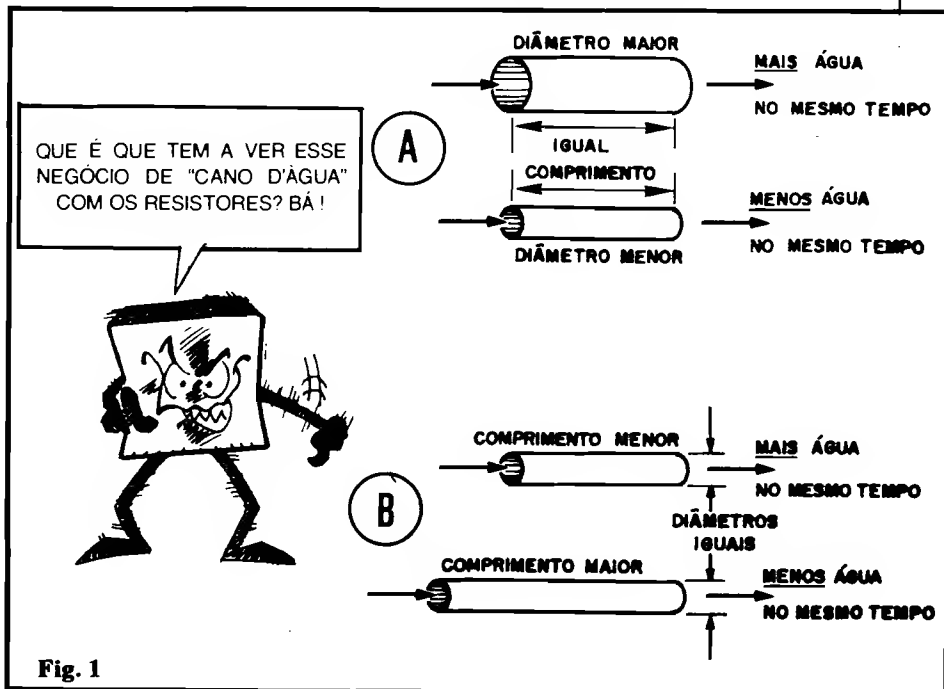 QUE É QUE TEM A VER ESSE
NEGÓCIO DE "CANO D'ÀGUA"
COM OS RESISTORES? BÁ !
A
DIÂMETRO MAIOR
MAIS ÁGUA
NO MESMO TEMPO
IGUAL
COMPRIMENTO
MENOS ÁGUA
NO MESMO TEMPO
DIÂMETRO MENOR
B
COMPRIMENTO MENOR
MAIS ÁGUA
NO MESMO TEMPO
DIÂMETROS
IGUAIS
COMPRIMENTO MAIOR
MENOS ÁGUA
NO MESMO TEMPO
Fig. 1